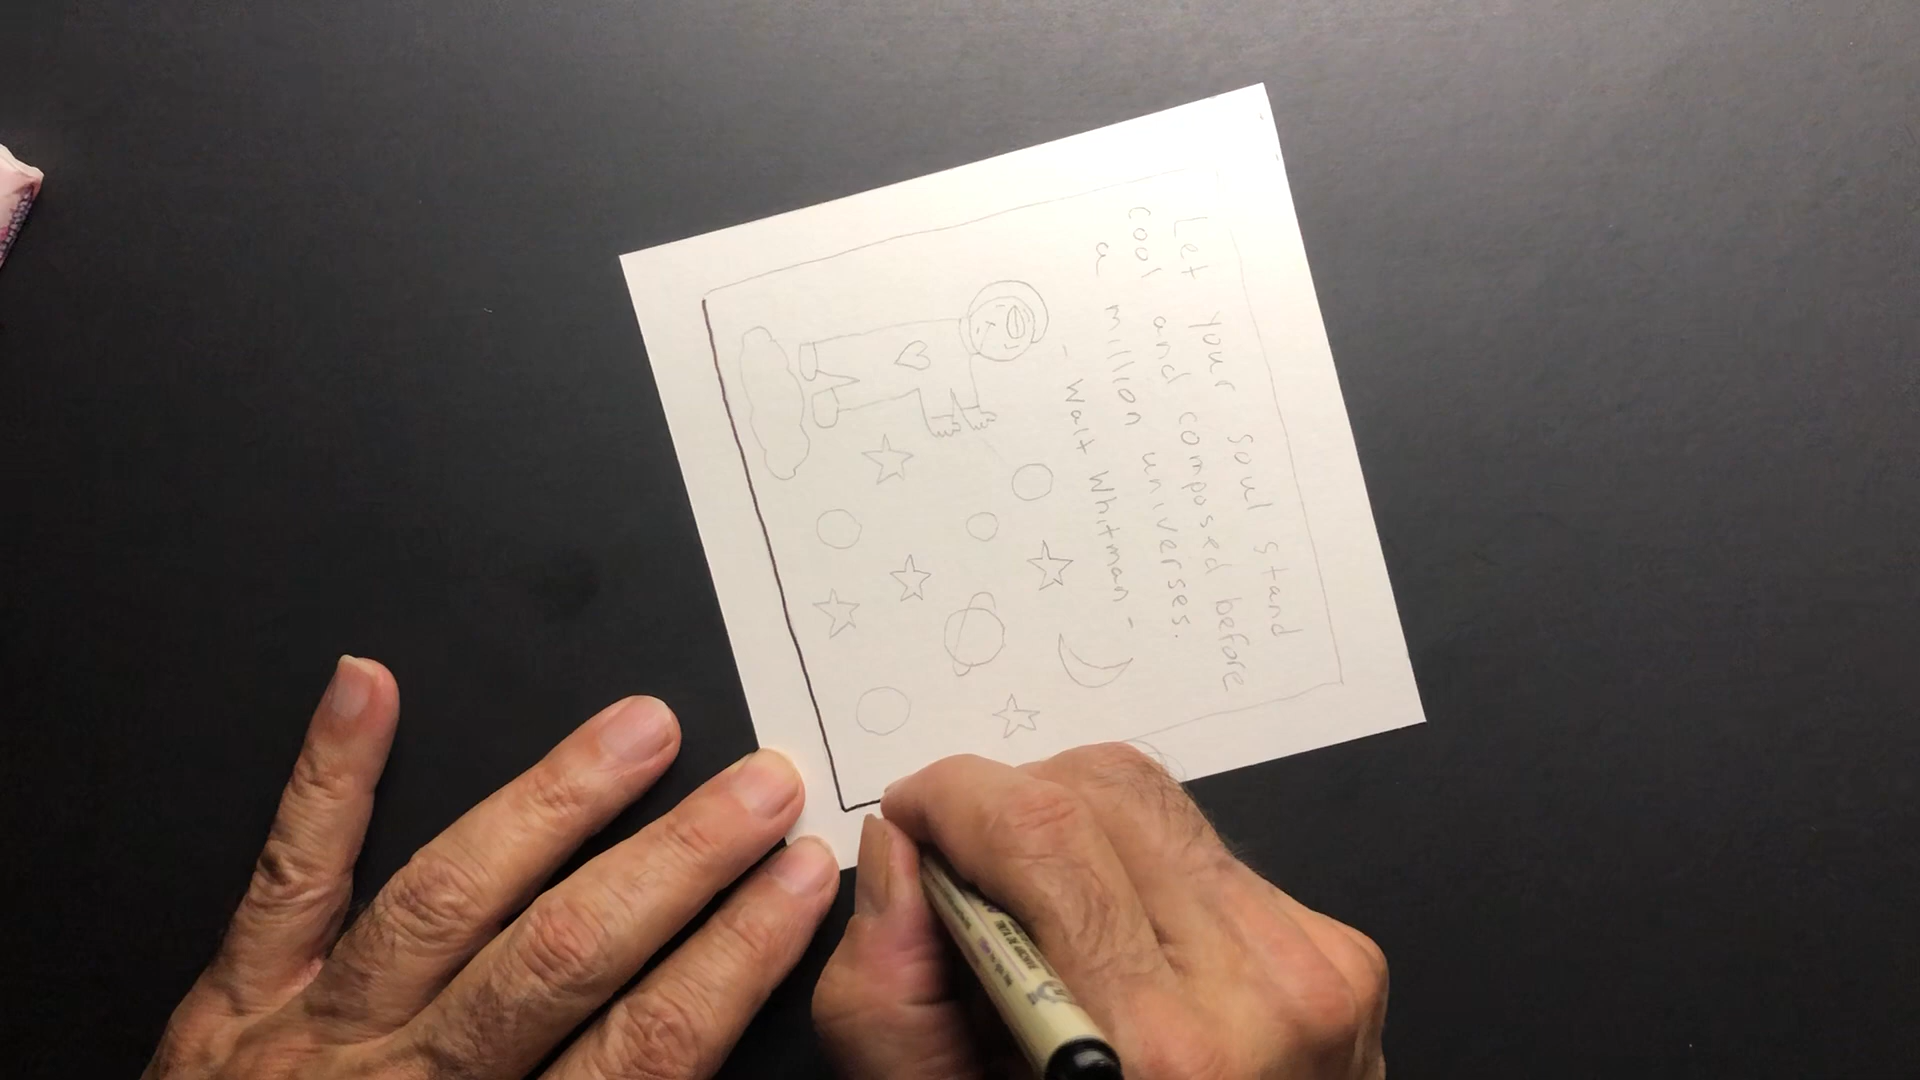 Let your soul stand
cool and composed before
a million universes.
- Walt Whitman -